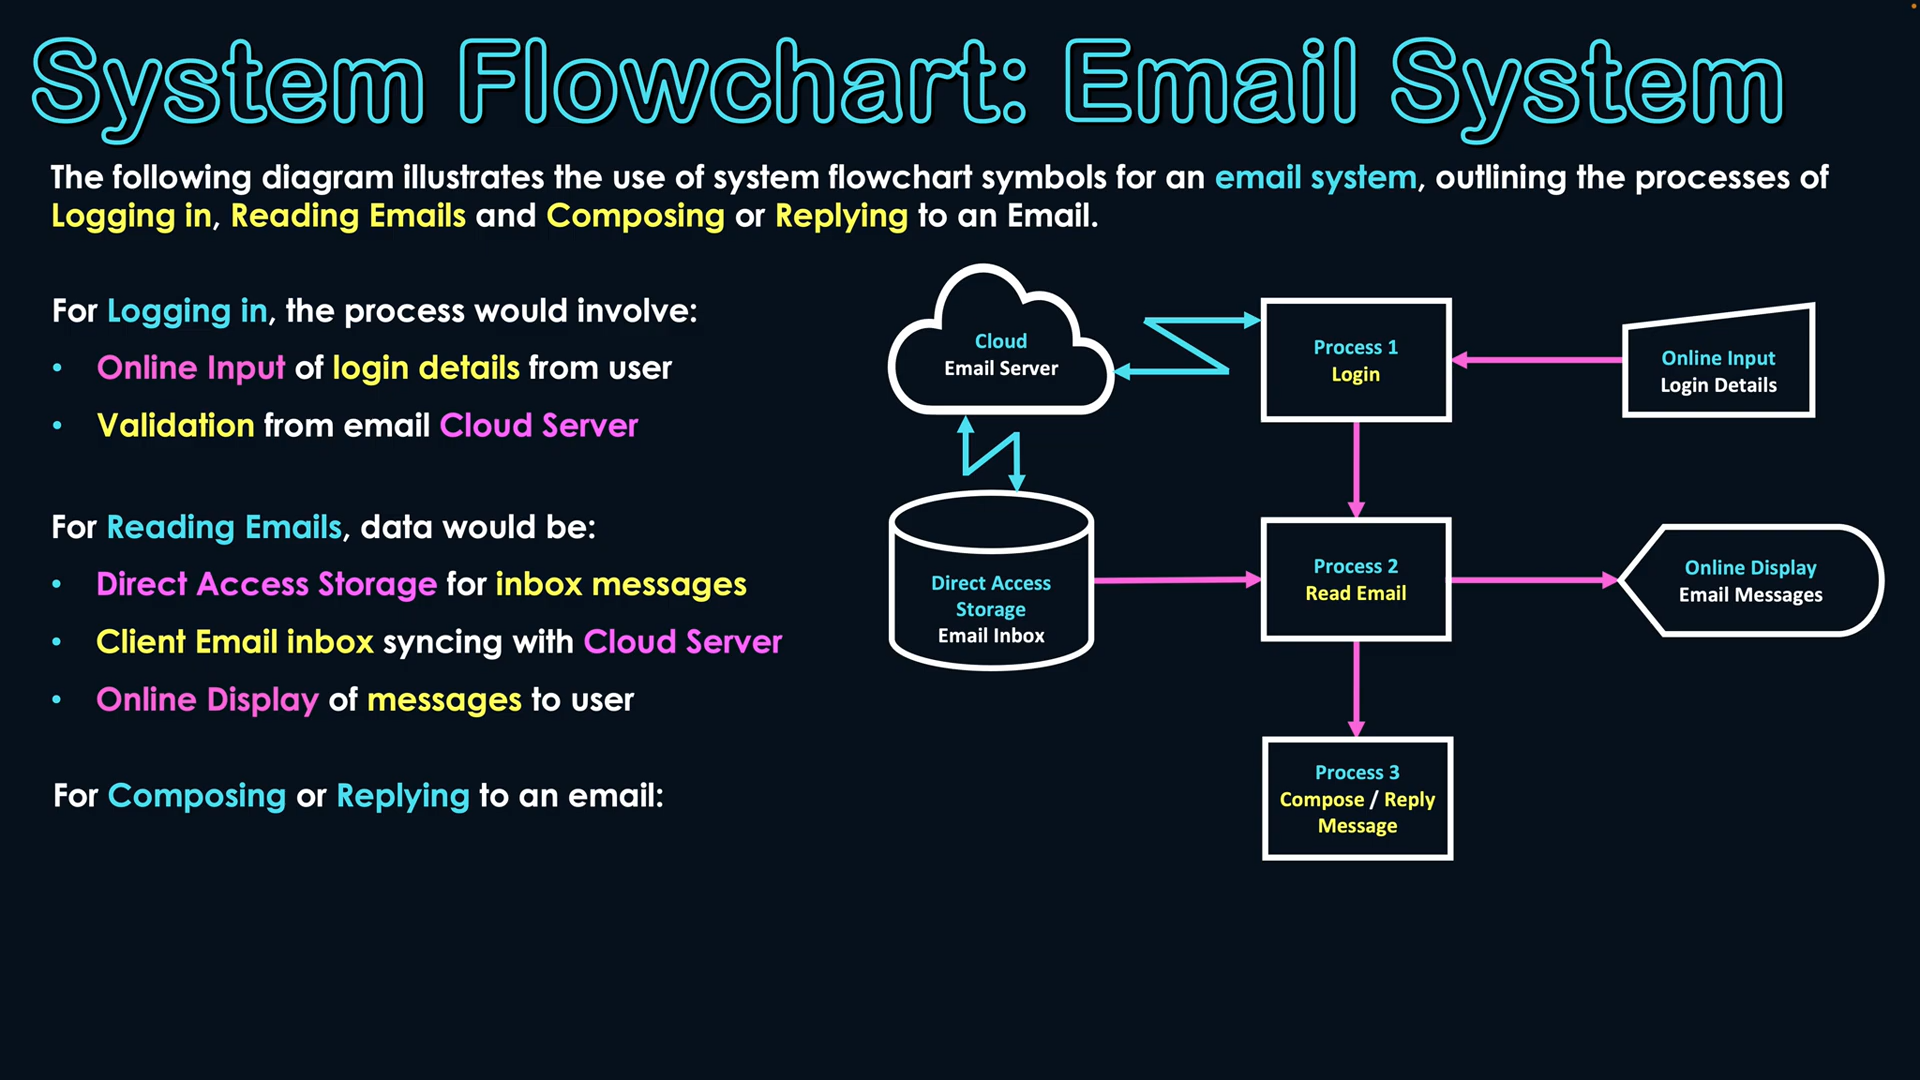 System Flowchart: Email System
The following diagram illustrates the use of system flowchart symbols for an email system, outlining the processes of
Logging in, Reading Emails and Composing or Replying to an Email.
For Logging in, the process would involve:
• Online Input of login details from user
• Validation from email Cloud Server
For Reading Emails, data would be:
• Direct Access Storage for inbox messages
• Client Email inbox syncing with Cloud Server
• Online Display of messages to user
For Composing or Replying to an email:
Cloud
Email Server
Process 1
Login
Online Input
Login Details
Direct Access
Storage
Email Inbox
Process 2
Read Email
Online Display
Email Messages
Process 3
Compose / Reply
Message